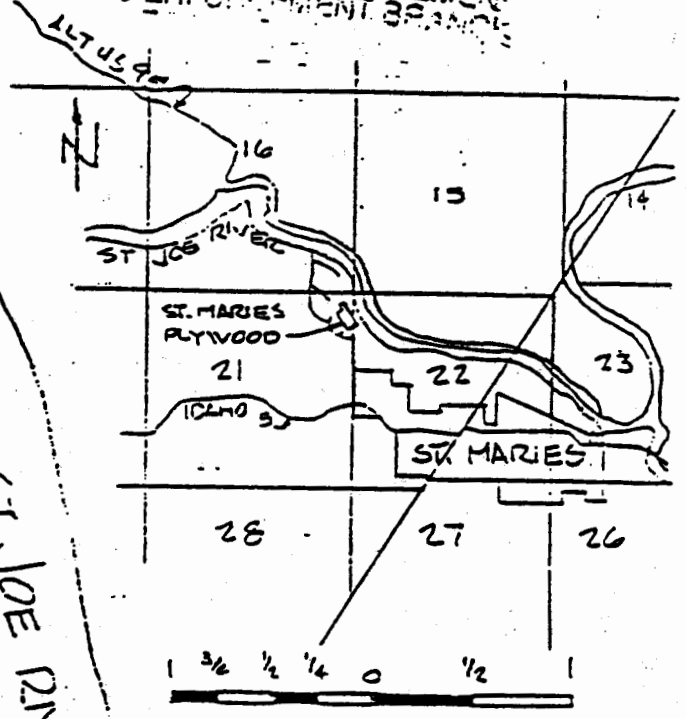 ALT US
N
16
15
14
ST JOE RIVER
ST. MARIES
PLYWOOD
21
22
23
IDAHO 5
ST. MARIES
28
27
26
1 3/4 1/2 1/4 0 1/2 1
JOE